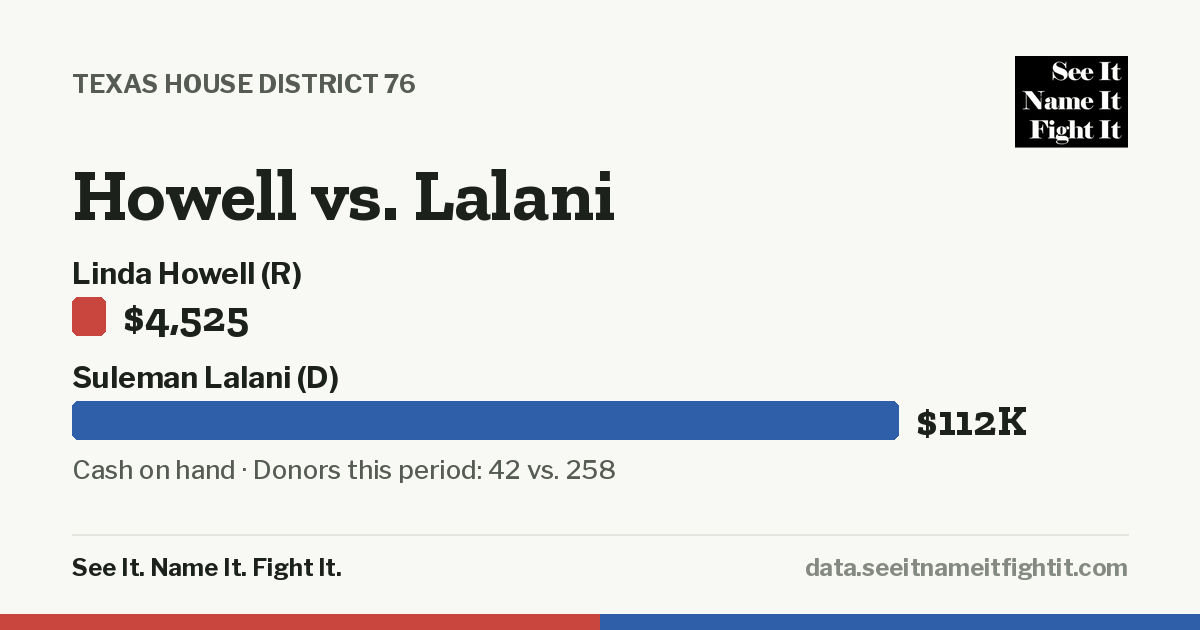 TEXAS HOUSE DISTRICT 76
See It
Name It
Fight It
Howell vs. Lalani
Linda Howell (R)
$4,525
Suleman Lalani (D)
$112K
Cash on hand · Donors this period: 42 vs. 258
See It. Name It. Fight It.
data.seeitnameitfightit.com